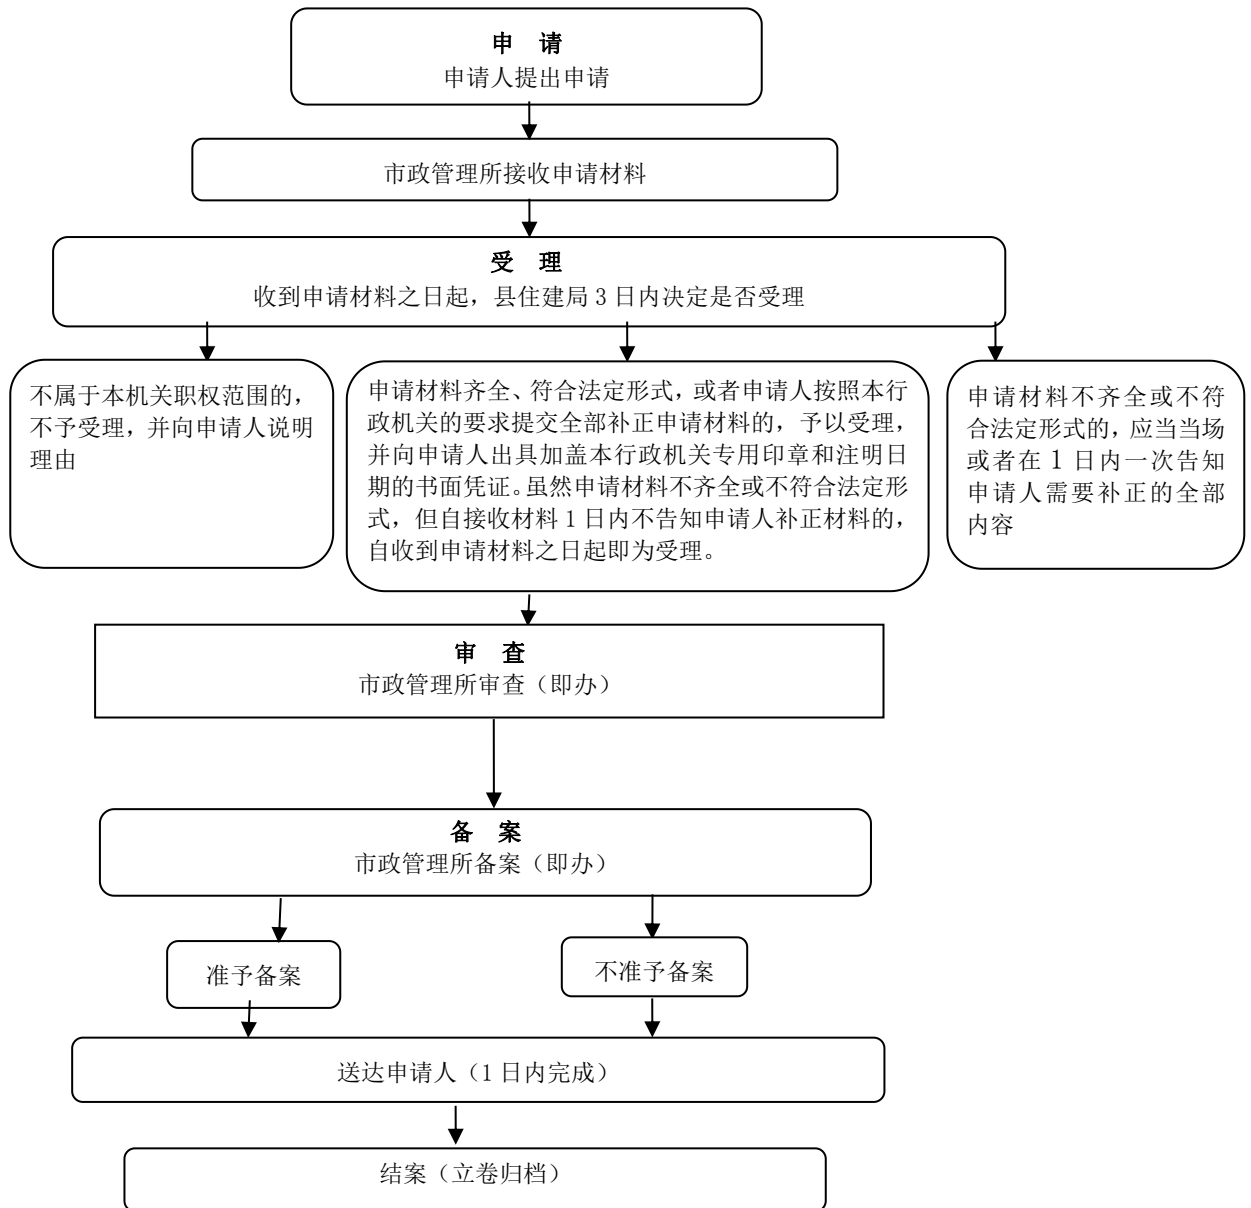 申 请
申请人提出申请
市政管理所接收申请材料
受 理
收到申请材料之日起，县住建局 3 日内决定是否受理
不属于本机关职权范围的，
不予受理，并向申请人说明
理由
申请材料齐全、符合法定形式，或者申请人按照本行
政机关的要求提交全部补正申请材料的，予以受理，
并向申请人出具加盖本行政机关专用印章和注明日
期的书面凭证。虽然申请材料不齐全或不符合法定形
式，但自接收材料 1 日内不告知申请人补正材料的，
自收到申请材料之日起即为受理。
申请材料不齐全或不符
合法定形式的，应当当场
或者在 1 日内一次告知
申请人需要补正的全部
内容
审 查
市政管理所审查（即办）
备 案
市政管理所备案（即办）
准予备案
不准予备案
送达申请人（1 日内完成）
结案（立卷归档）